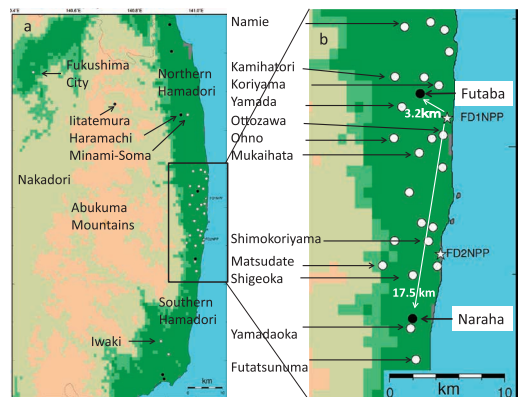 a
Fukushima
City
Northern
Hamadori
Iitatemura
Haramachi
Minami-Soma
Nakadori
Abukuma
Mountains
Southern
Hamadori
Iwaki
km
Namie
Kamihatori
Koriyama
Yamada
Ottozawa
Ohno
Mukaihata
Shimokoriyama
Matsudate
Shigeoka
Yamadaoka
Futatsunuma
b
Futaba
3.2km
FD1NPP
FD2NPP
17.5 km
Naraha
km
0
10